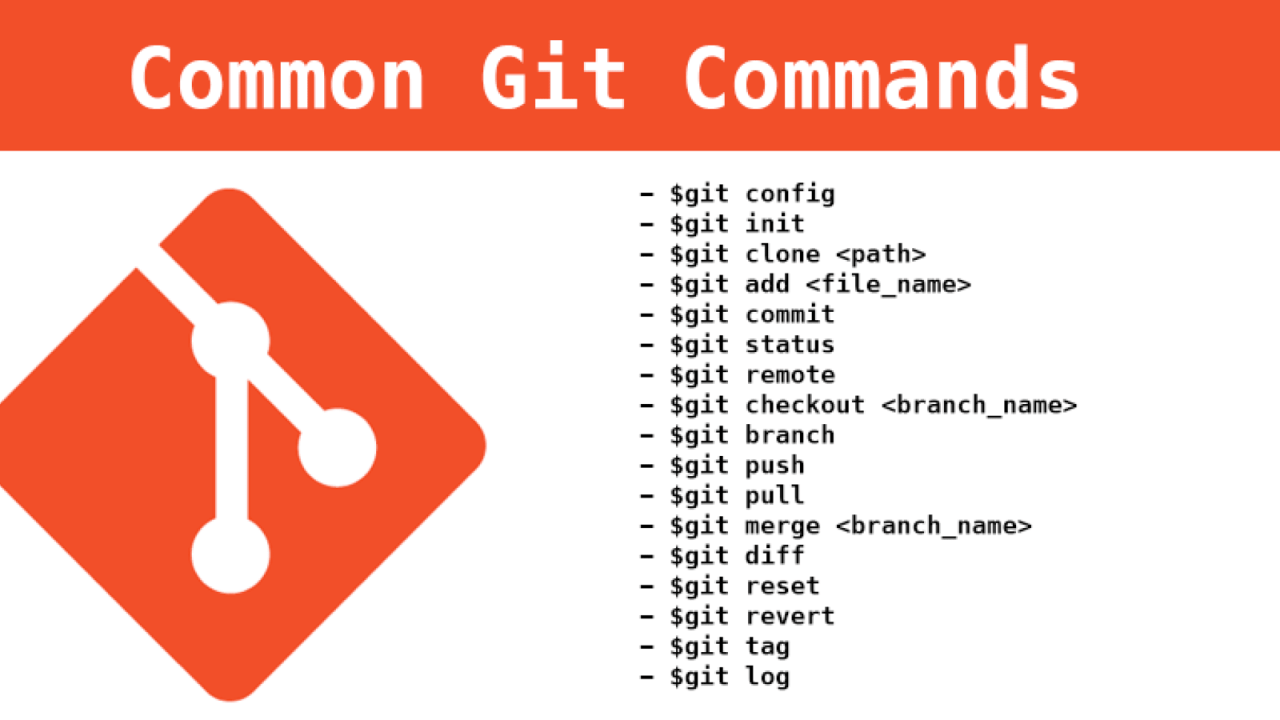 Common Git Commands
- $git config
- $git init
- $git clone <path>
- $git add <file_name>
- $git commit
- $git status
- $git remote
- $git checkout <branch_name>
- $git branch
- $git push
- $git pull
- $git merge <branch_name>
- $git diff
- $git reset
- $git revert
- $git tag
- $git log